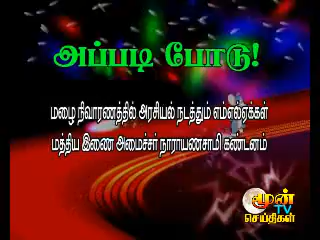 அப்படி போடு!
மழை நிவாரணத்தில் அரசியல் நடத்தும் எம்எல்ஏக்கள்
மத்திய இணை அமைச்சர் நாராயணசாமி கண்டனம்
மூன்
TV
செய்திகள்